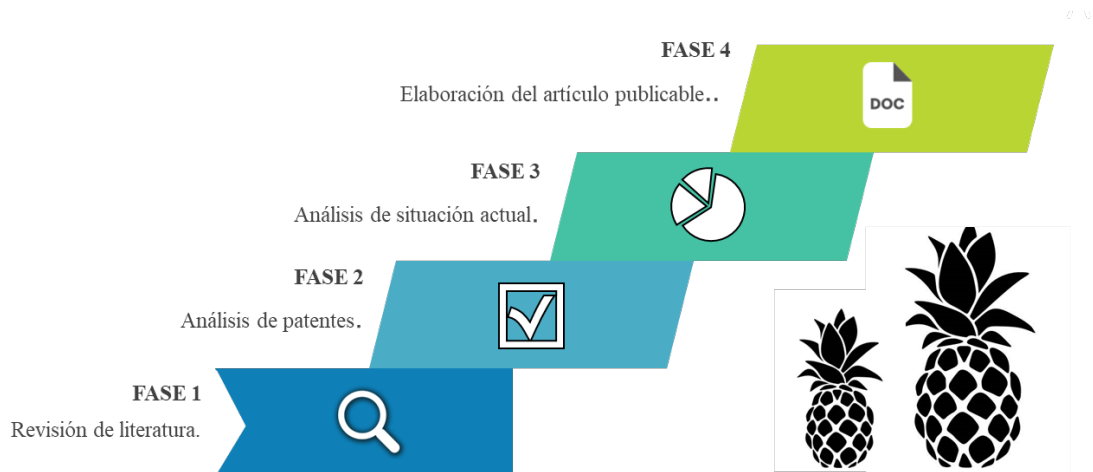 FASE 4
Elaboración del artículo publicable..
DOC
FASE 3
Análisis de situación actual.
FASE 2
Análisis de patentes.
FASE 1
Revisión de literatura.